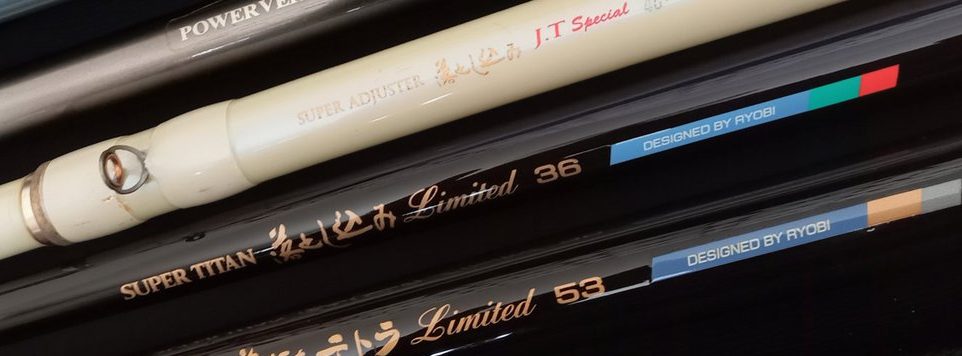 SUPER ADJUSTER 落とし込み J.T Special
SUPER TITAN 落とし込み Limited 36 DESIGNED BY RYOBI
テトラ Limited 53 DESIGNED BY RYOBI